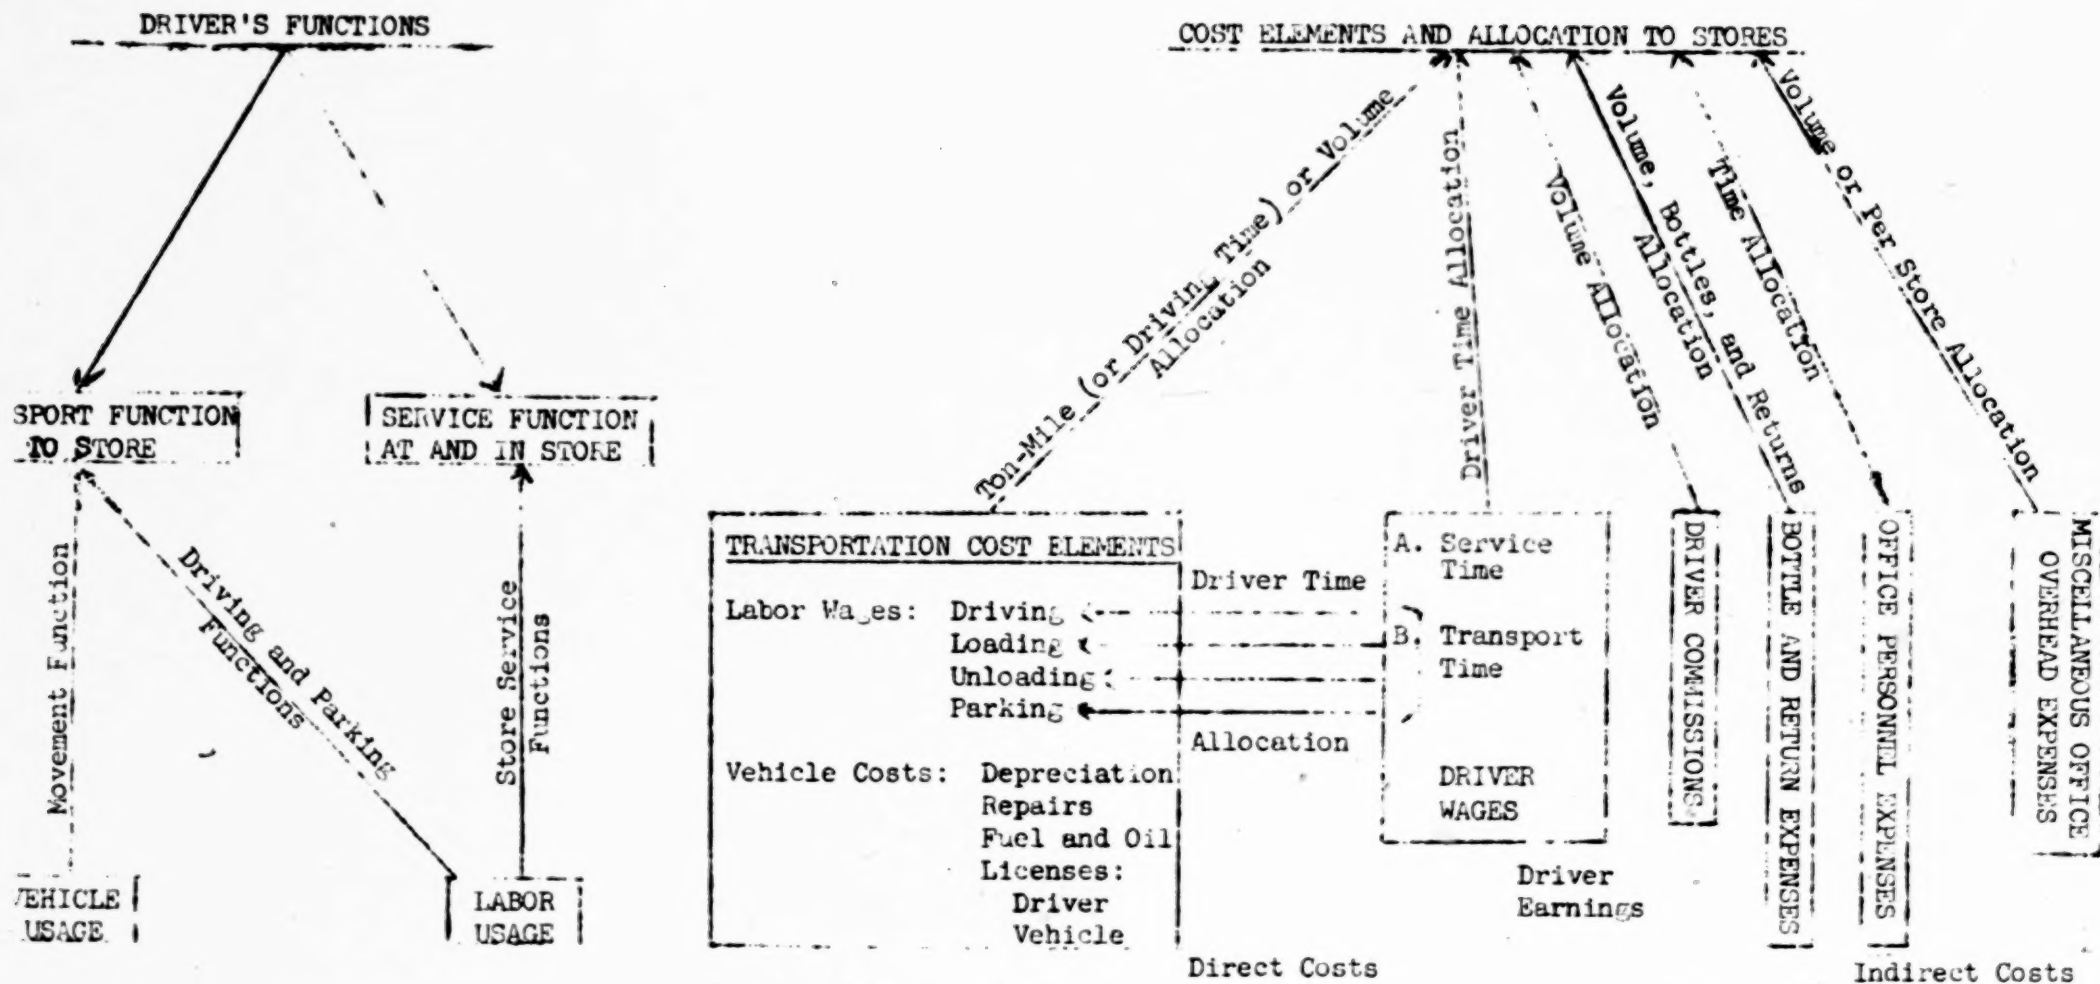 DRIVER'S FUNCTIONS
SPORT FUNCTION
TO STORE
SERVICE FUNCTION
AT AND IN STORE
Movement Function
Driving and Parking
Functions
Store Service
Functions
VEHICLE
USAGE
LABOR
USAGE
COST ELEMENTS AND ALLOCATION TO STORES
Ton-Mile (or Driving Time) or Volume
Allocation
Driver Time Allocation
Volume Allocation
Volume, Bottles, and Returns
Allocation
Time Allocation
Volume or Per Store Allocation
TRANSPORTATION COST ELEMENTS
Labor Wages: Driving
Loading
Unloading
Parking
Vehicle Costs: Depreciation
Repairs
Fuel and Oil
Licenses:
Driver
Vehicle
Driver Time
Allocation
A. Service
Time
B. Transport
Time
DRIVER
WAGES
DRIVER COMMISSIONS
BOTTLE AND RETURN EXPENSES
OFFICE PERSONNEL EXPENSES
MISCELLANEOUS OFFICE
OVERHEAD EXPENSES
Driver
Earnings
Direct Costs
Indirect Costs